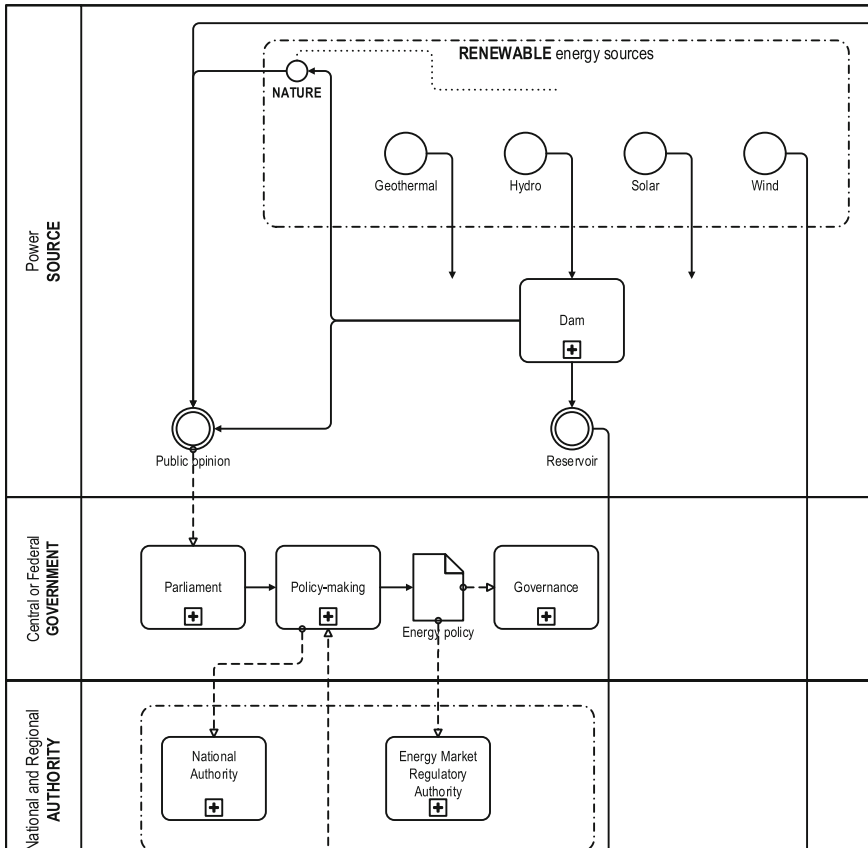 Power
SOURCE
RENEWABLE energy sources
NATURE
Geothermal
Hydro
Solar
Wind
Dam
Public opinion
Reservoir
Central or Federal
GOVERNMENT
Parliament
Policy-making
Energy policy
Governance
National and Regional
AUTHORITY
National
Authority
Energy Market
Regulatory
Authority